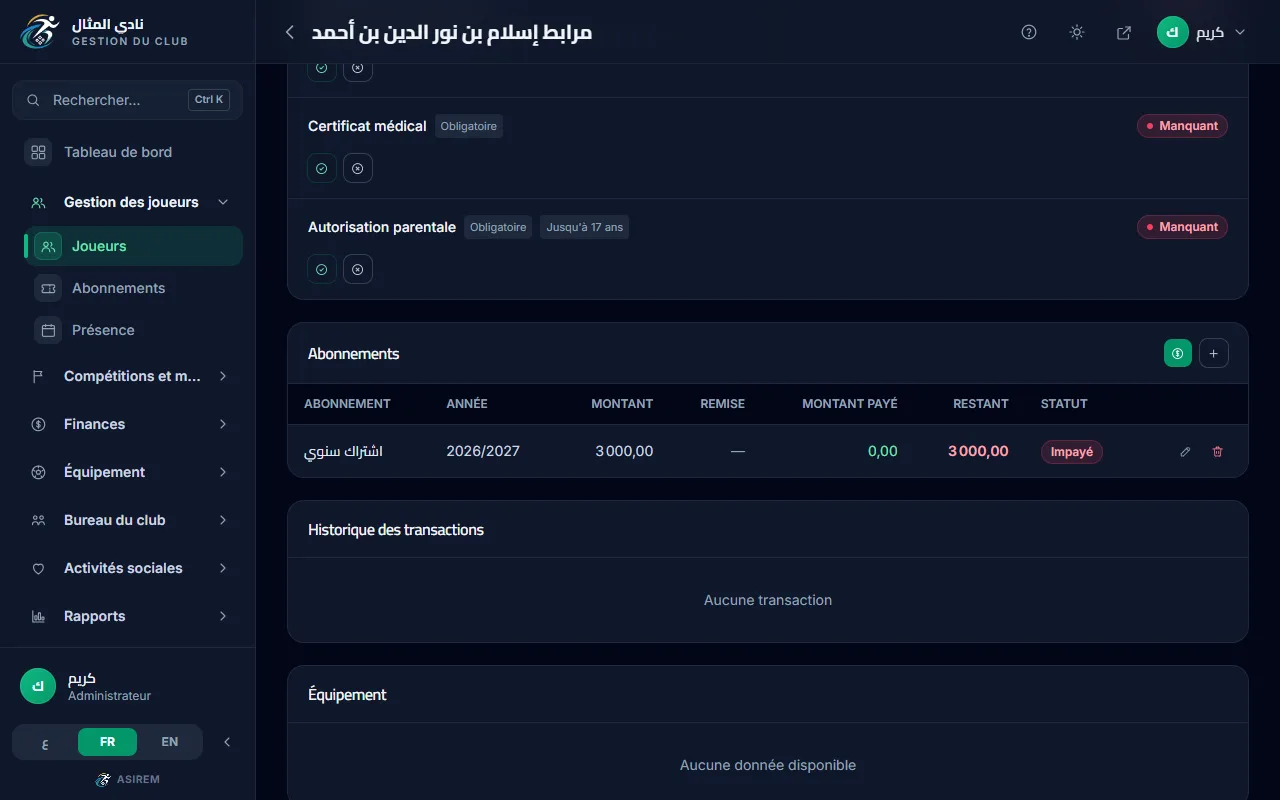 نادي المثال
GESTION DU CLUB
Rechercher...
Ctrl K
Tableau de bord
Gestion des joueurs
Joueurs
Abonnements
Présence
Compétitions et m...
Finances
Équipement
Bureau du club
Activités sociales
Rapports
ك
كريم
Administrateur
ع
FR
EN
ASIREM
مرابط إسلام بن نور الدين بن أحمد
ك
كريم
Certificat médical
Obligatoire
Manquant
Autorisation parentale
Obligatoire
Jusqu'à 17 ans
Manquant
Abonnements
ABONNEMENT ANNÉE MONTANT REMISE MONTANT PAYÉ RESTANT STATUT
اشتراك سنوي 2026/2027 3 000,00 — 0,00 3 000,00 Impayé
Historique des transactions
Aucune transaction
Équipement
Aucune donnée disponible